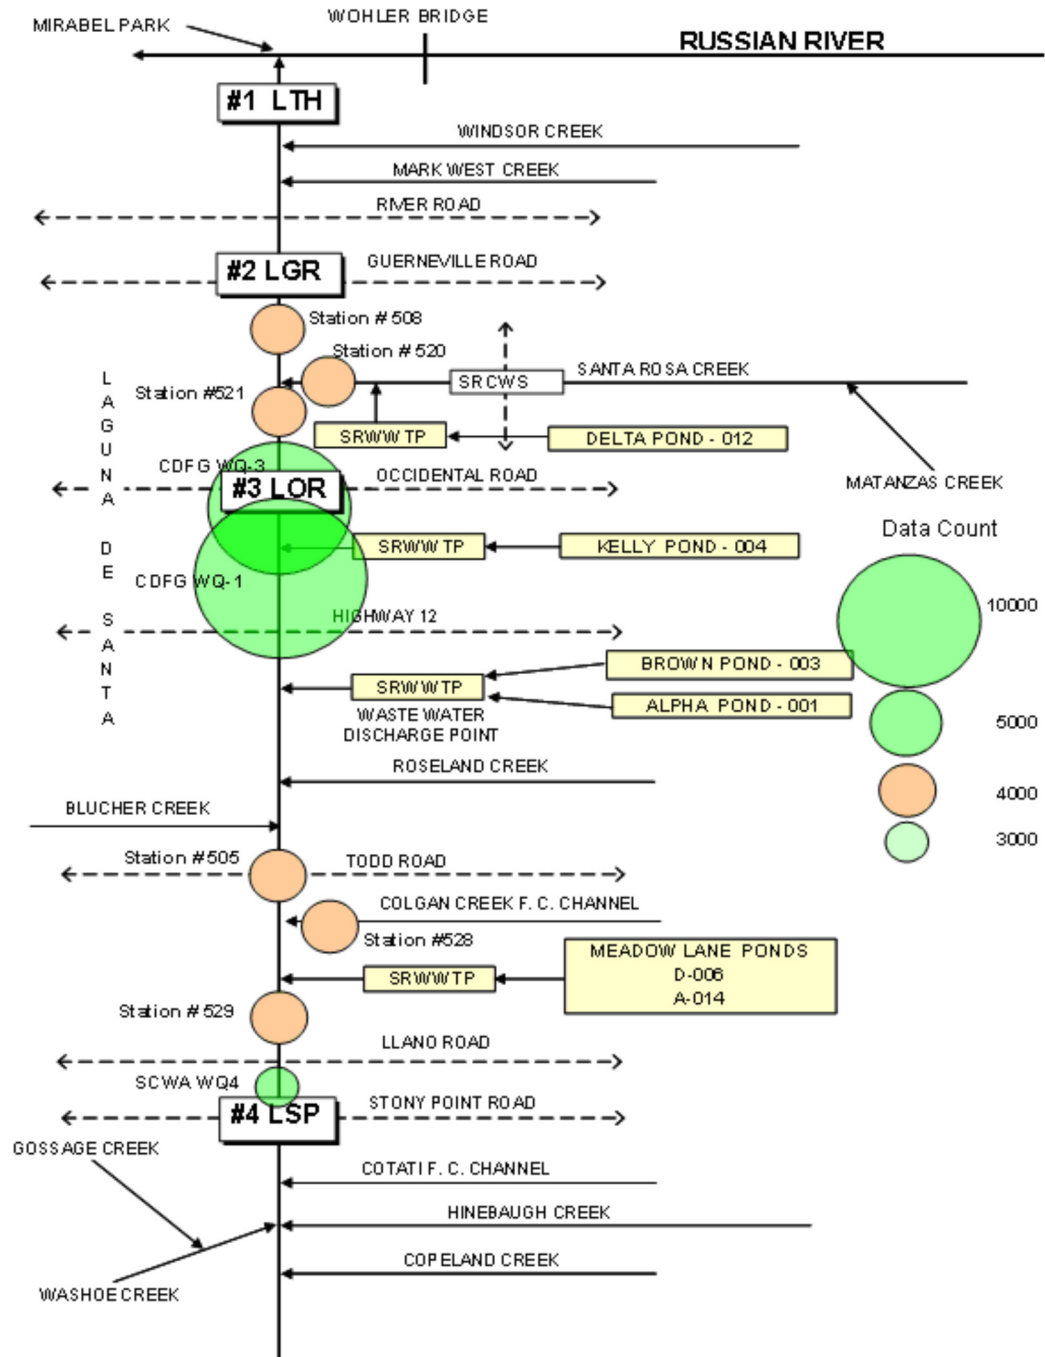 WOHLER BRIDGE
MIRABEL PARK
RUSSIAN RIVER
#1 LTH
WINDSOR CREEK
MARK WEST CREEK
RIVER ROAD
#2 LGR
GUERNEVILLE ROAD
Station # 508
Station # 520
SANTA ROSA CREEK
SRCWS
Station #521
SRWWTP
DELTA POND - 012
CDFG WQ-3
OCCIDENTAL ROAD
#3 LOR
MATANZAS CREEK
SRWWTP
KELLY POND - 004
CDFG WQ-1
HIGHWAY 12
LAGUNA DE SANTA
BROWN POND - 003
SRWWTP
ALPHA POND - 001
WASTE WATER
DISCHARGE POINT
ROSELAND CREEK
BLUCHER CREEK
Station #505
TODD ROAD
COLGAN CREEK F. C. CHANNEL
Station #528
MEADOW LANE PONDS
D-006
A-014
SRWWTP
Station # 529
LLANO ROAD
SCWA WQ4
#4 LSP
STONY POINT ROAD
GOSSAGE CREEK
COTATI F. C. CHANNEL
HINEBAUGH CREEK
COPELAND CREEK
WASHOE CREEK
Data Count
10000
5000
4000
3000